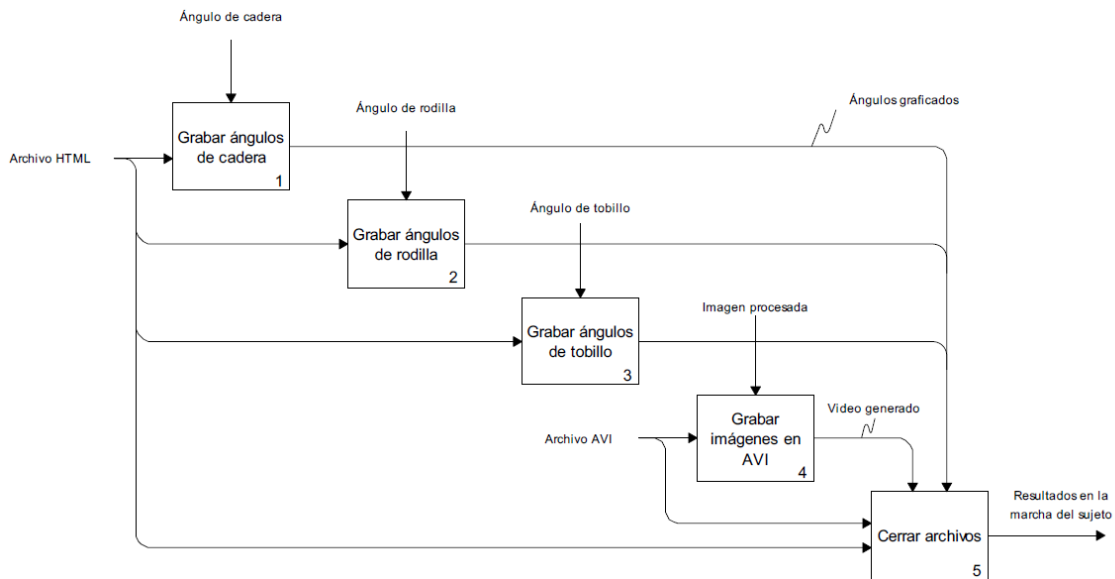 Ángulo de cadera
Ángulo de rodilla
Ángulos graficados
Archivo HTML
Grabar ángulos
de cadera
1
Ángulo de tobillo
Grabar ángulos
de rodilla
2
Imagen procesada
Grabar ángulos
de tobillo
3
Archivo AVI
Grabar
imágenes en
AVI
4
Video generado
Cerrar archivos
5
Resultados en la
marcha del sujeto